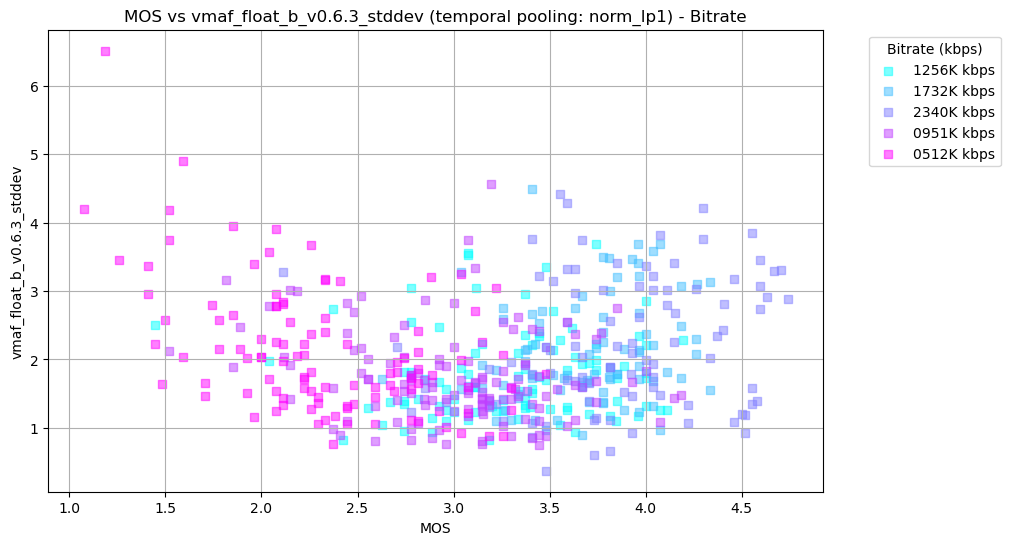 MOS vs vmaf_float_b_v0.6.3_stddev (temporal pooling: norm_lp1) - Bitrate
Bitrate (kbps)
1256K kbps
1732K kbps
2340K kbps
0951K kbps
0512K kbps
vmaf_float_b_v0.6.3_stddev
6
5
4
3
2
1
1.0 1.5 2.0 2.5 3.0 3.5 4.0 4.5
MOS